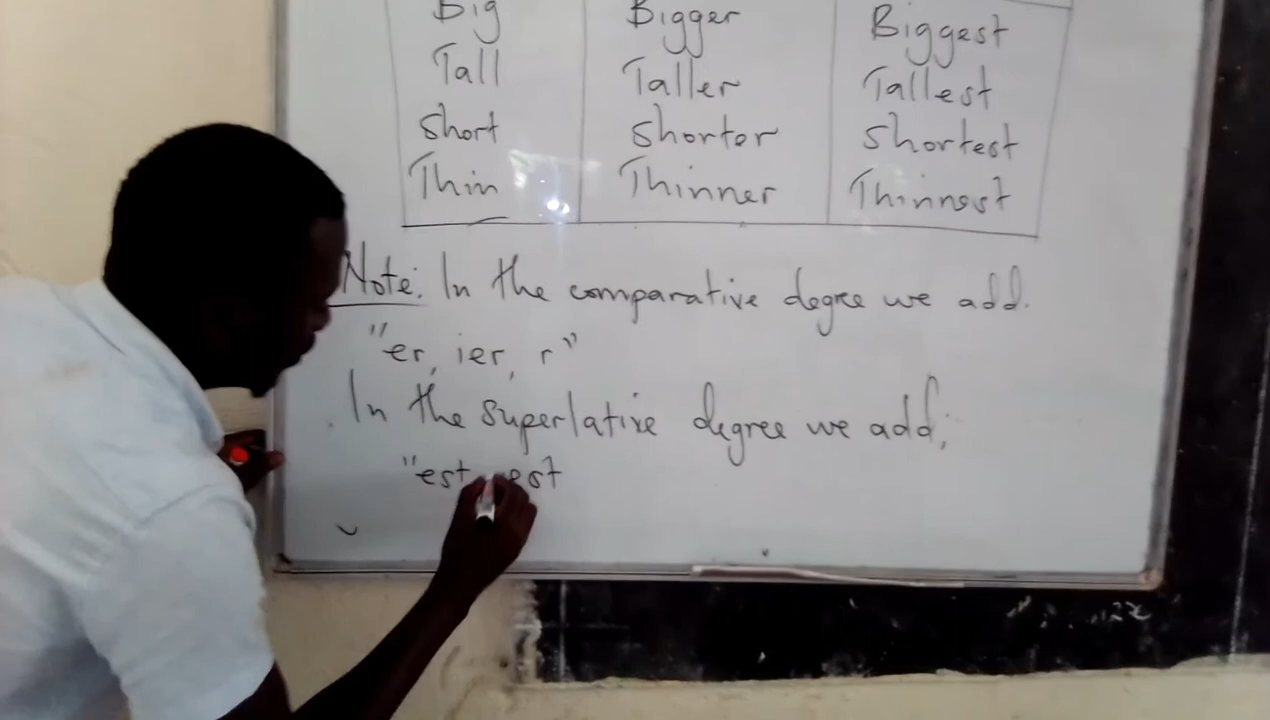 Big Bigger Biggest
Tall Taller Tallest
Short Shorter Shortest
Thin Thinner Thinnest
Note: In the comparative degree we add.
"er, ier, r"
In the superlative degree we add;
"est